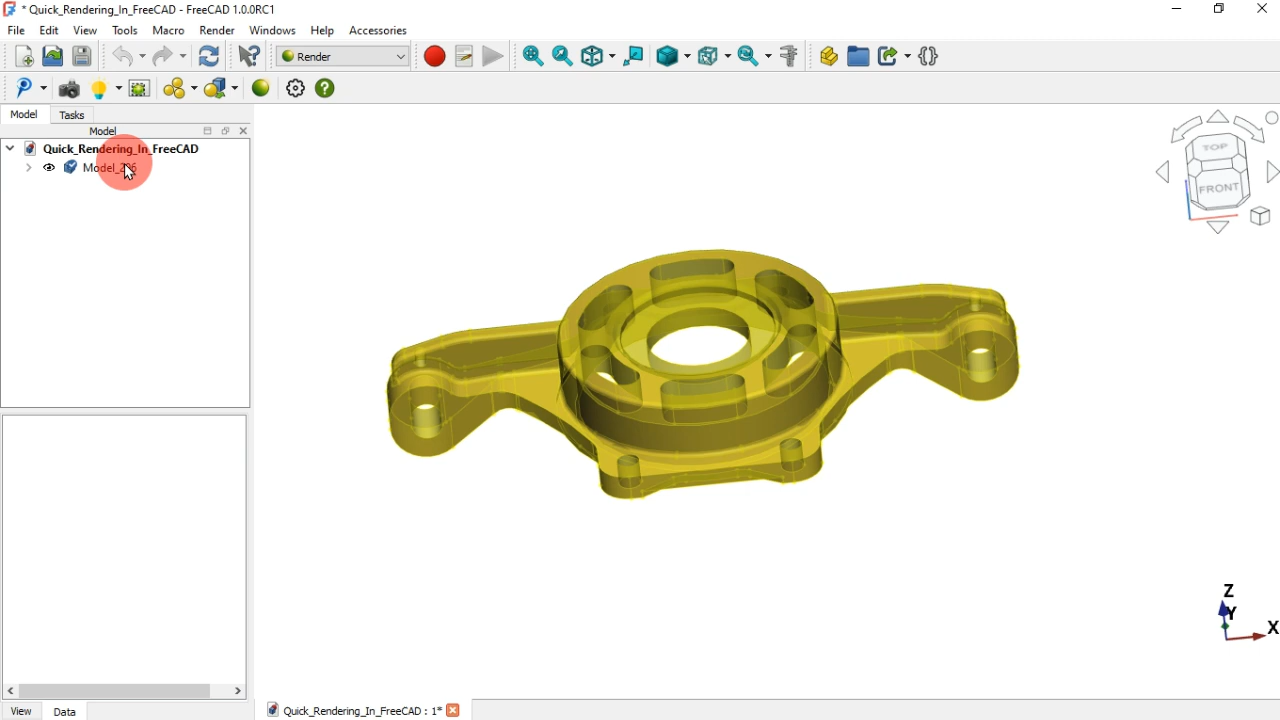 * Quick_Rendering_In_FreeCAD - FreeCAD 1.0.0RC1
File Edit View Tools Macro Render Windows Help Accessories
Render
Model Tasks
Model
Quick_Rendering_In_FreeCAD
TOP
FRONT
Z
Y
X
View Data
Quick_Rendering_In_FreeCAD : 1*